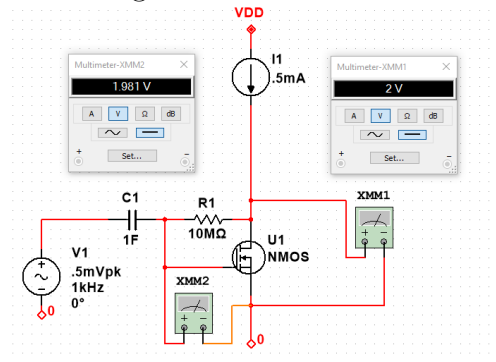 VDD
Multimeter-XMM2
1.981 V
A V Ω dB
Set...
+ -
I1
.5mA
Multimeter-XMM1
2 V
A V Ω dB
Set...
+ -
C1
1F
R1
10MΩ
XMM1
+ -
V1
.5mVpk
1kHz
0°
+
U1
NMOS
XMM2
+ -
0
0